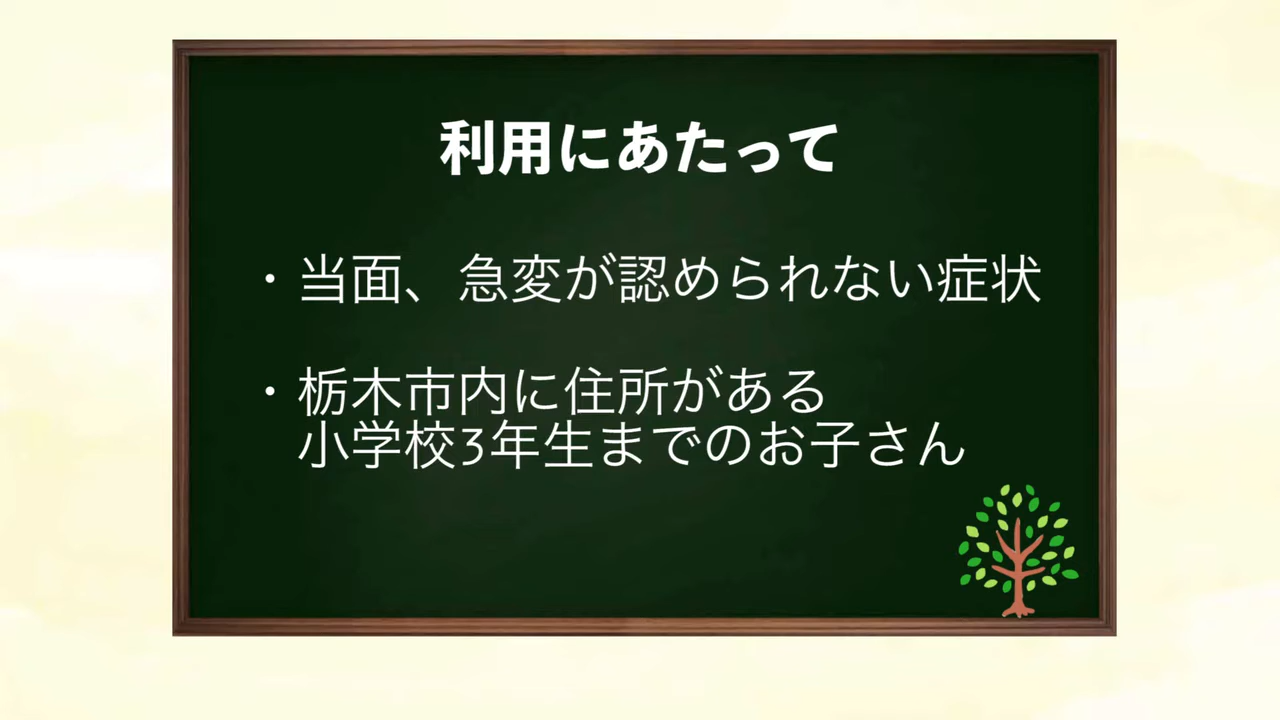 利用にあたって
・当面、急変が認められない症状
・栃木市内に住所がある
小学校3年生までのお子さん